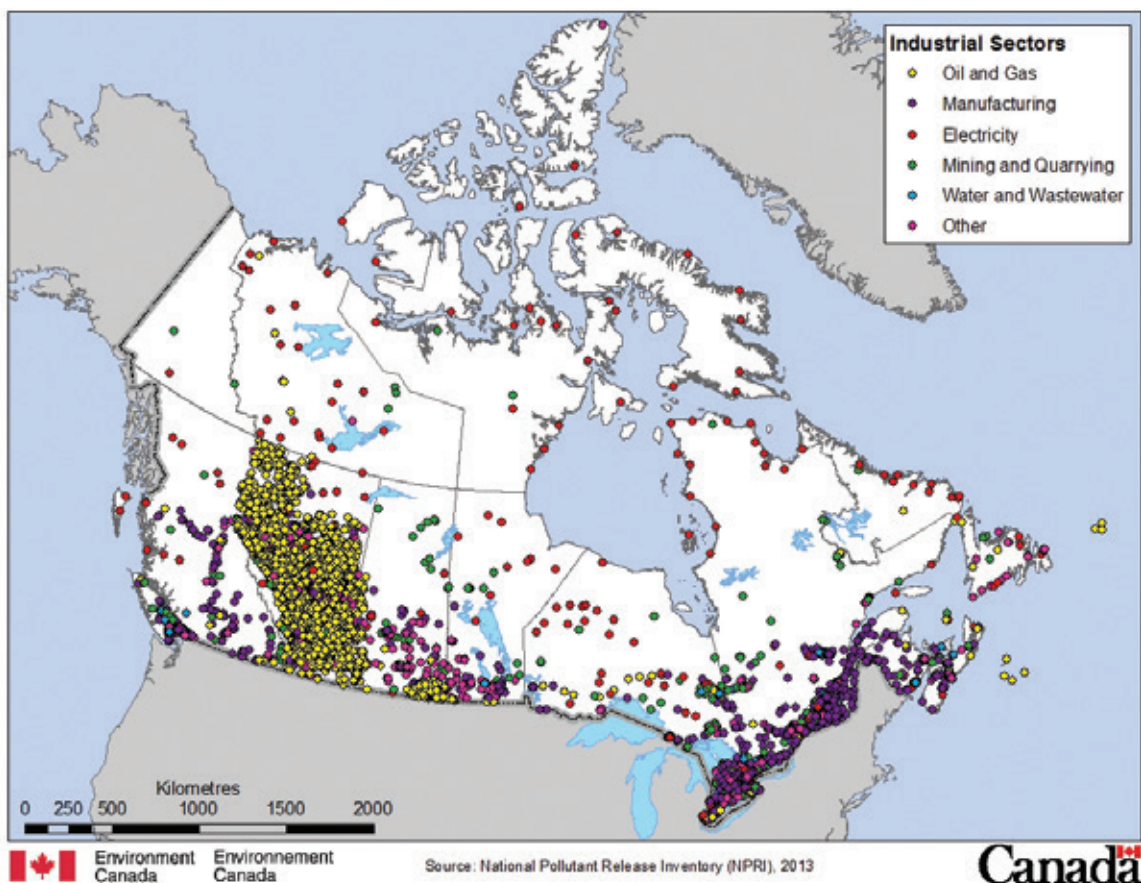 Industrial Sectors
Oil and Gas
Manufacturing
Electricity
Mining and Quarrying
Water and Wastewater
Other
Kilometres
0 250 500 1000 1500 2000
Environment Canada
Environnement Canada
Source: National Pollutant Release Inventory (NPRI), 2013
Canada